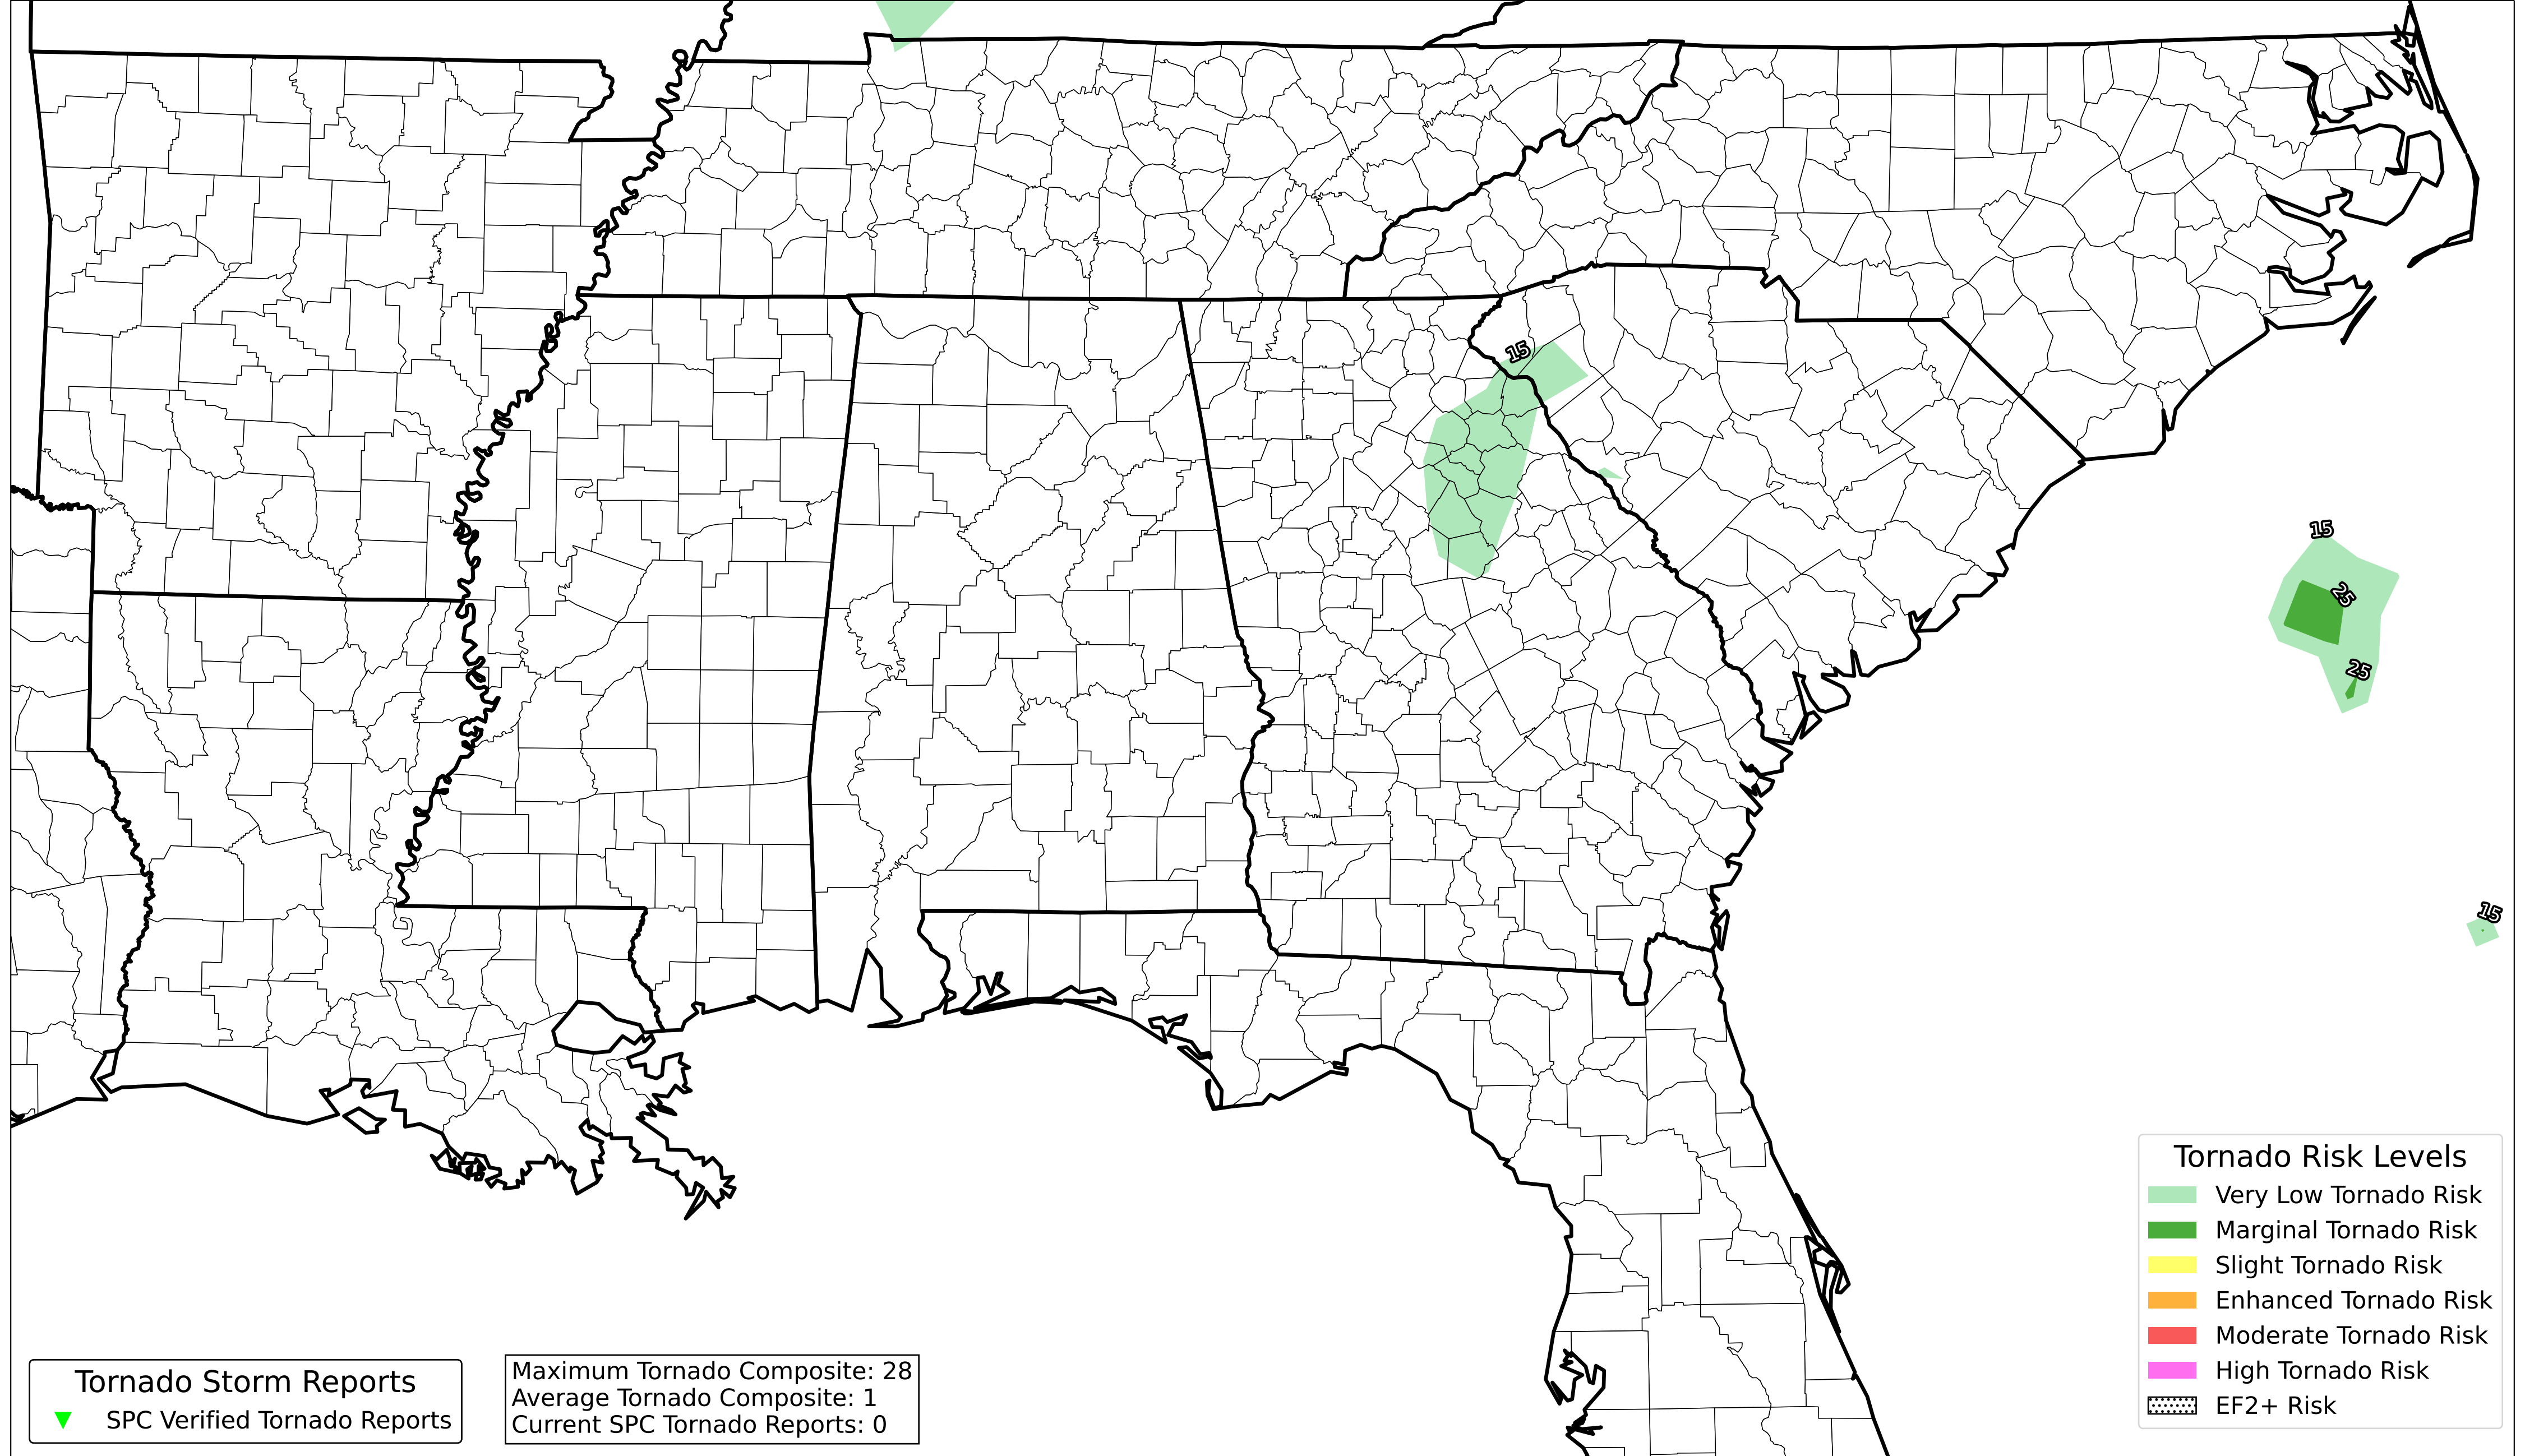 15
15
25
25
15
Tornado Risk Levels
Very Low Tornado Risk
Marginal Tornado Risk
Slight Tornado Risk
Enhanced Tornado Risk
Moderate Tornado Risk
High Tornado Risk
EF2+ Risk
Tornado Storm Reports
SPC Verified Tornado Reports
Maximum Tornado Composite: 28
Average Tornado Composite: 1
Current SPC Tornado Reports: 0